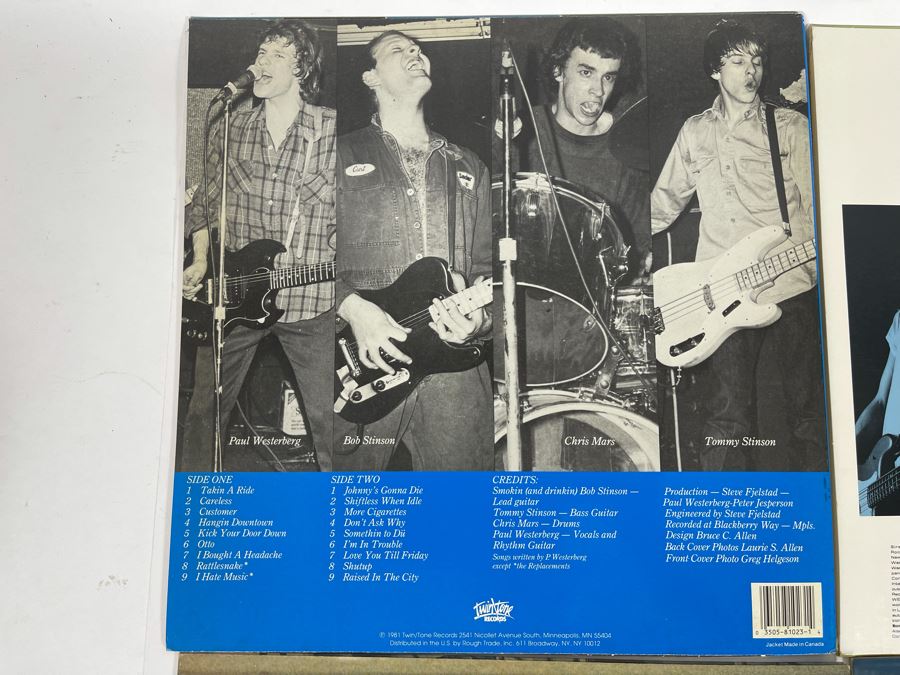 Curt
Paul Westerberg
Bob Stinson
Chris Mars
Tommy Stinson
SIDE ONE
1 Takin A Ride
2 Careless
3 Customer
4 Hangin Downtown
5 Kick Your Door Down
6 Otto
7 I Bought A Headache
8 Rattlesnake*
9 I Hate Music*
SIDE TWO
1 Johnny's Gonna Die
2 Shiftless When Idle
3 More Cigarettes
4 Don't Ask Why
5 Somethin to Dü
6 I'm In Trouble
7 Love You Till Friday
8 Shutup
9 Raised In The City
CREDITS:
Smokin (and drinkin) Bob Stinson —
Lead guitar
Tommy Stinson — Bass Guitar
Chris Mars — Drums
Paul Westerberg — Vocals and
Rhythm Guitar
Songs written by P. Westerberg
except *the Replacements
Production — Steve Fjelstad —
Paul Westerberg-Peter Jesperson
Engineered by Steve Fjelstad
Recorded at Blackberry Way — Mpls.
Design Bruce C. Allen
Back Cover Photos Laurie S. Allen
Front Cover Photo Greg Helgeson
Twin/Tone
RECORDS
℗ 1981 Twin/Tone Records 2541 Nicollet Avenue South, Minneapolis, MN 55404
Distributed in the U.S. by Rough Trade, Inc. 611 Broadway, NY, NY 10012
0 3505-81023-1 4
Jacket Made in Canada